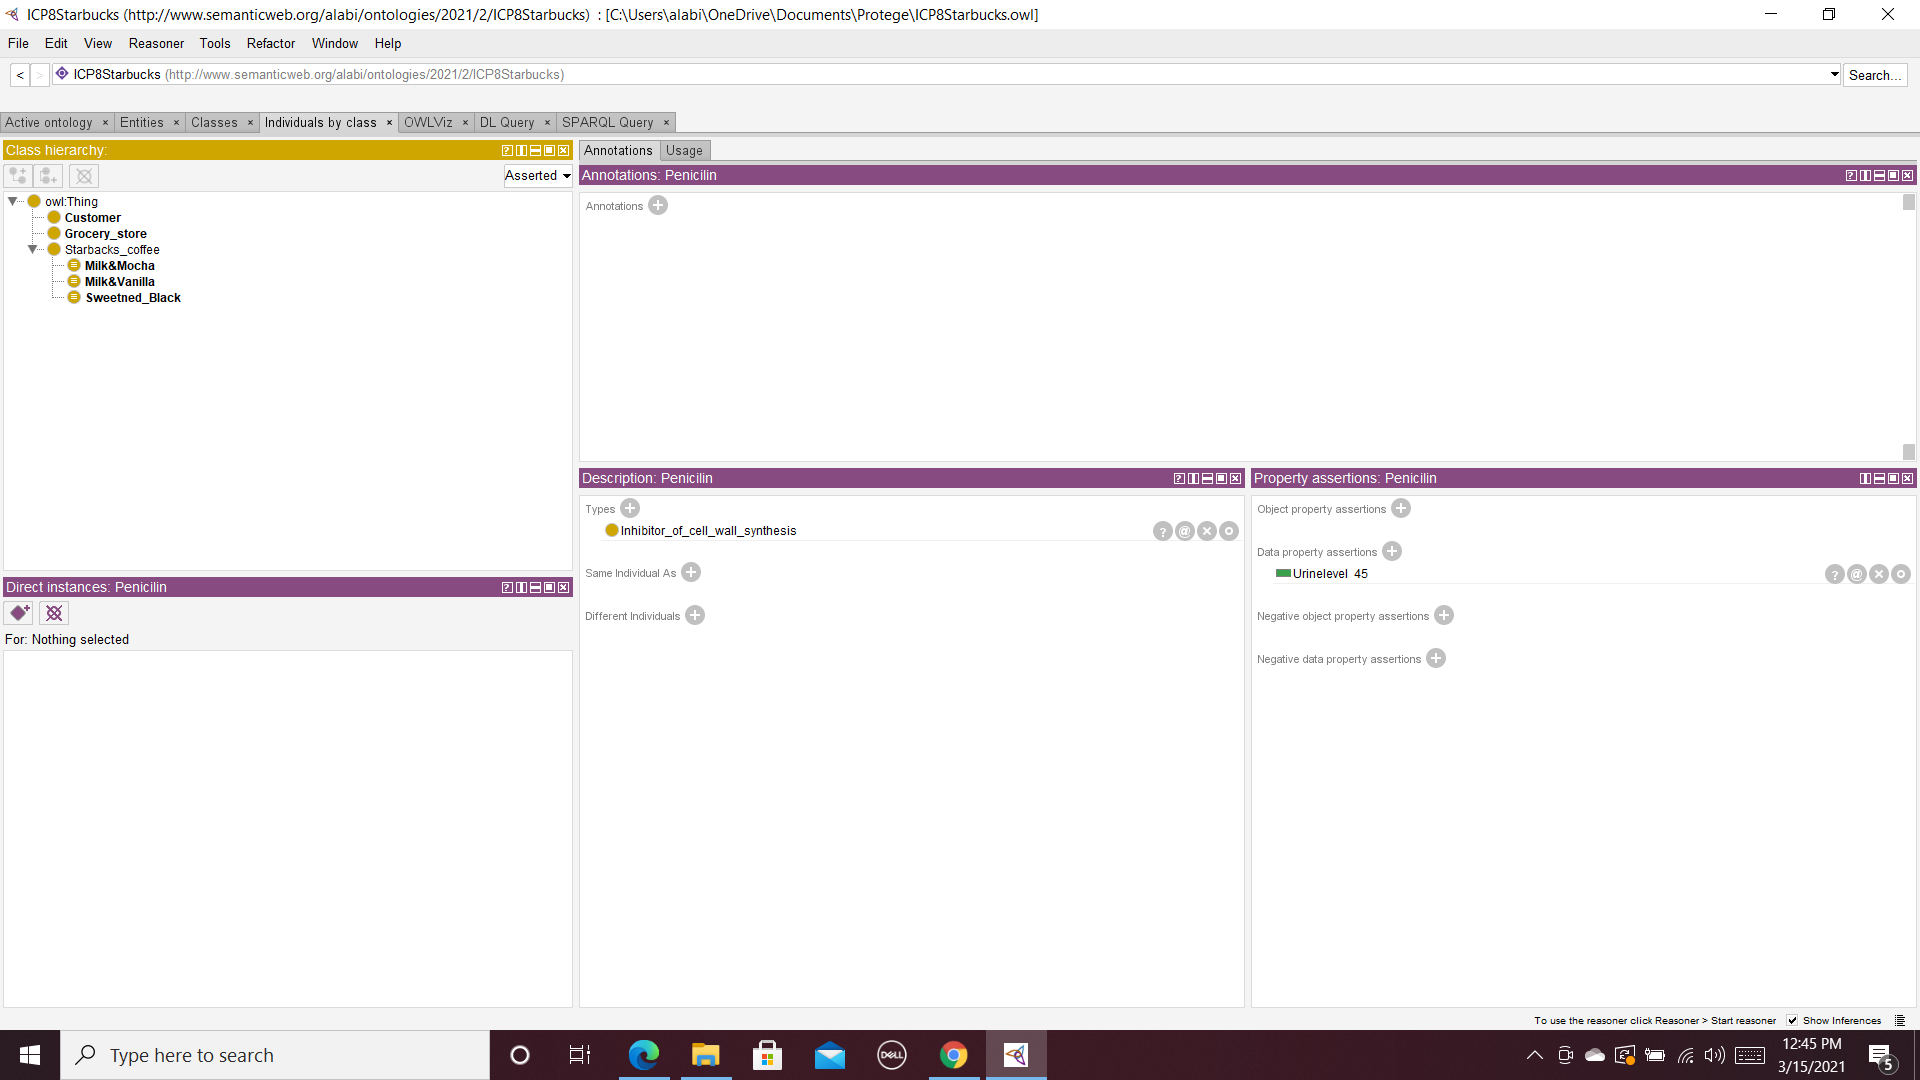 ICP8Starbucks (http://www.semanticweb.org/alabi/ontologies/2021/2/ICP8Starbucks) : [C:\Users\alabi\OneDrive\Documents\Protege\ICP8Starbucks.owl]
File Edit View Reasoner Tools Refactor Window Help
< > ICP8Starbucks (http://www.semanticweb.org/alabi/ontologies/2021/2/ICP8Starbucks) Search...
Active ontology × Entities × Classes × Individuals by class × OWLViz × DL Query × SPARQL Query ×
Class hierarchy:
Asserted
owl:Thing
Customer
Grocery_store
Starbacks_coffee
Milk&Mocha
Milk&Vanilla
Sweetned_Black
Direct instances: Penicilin
For: Nothing selected
Annotations Usage
Annotations: Penicilin
Annotations
Description: Penicilin
Types
Inhibitor_of_cell_wall_synthesis
Same Individual As
Different Individuals
Property assertions: Penicilin
Object property assertions
Data property assertions
Urinelevel 45
Negative object property assertions
Negative data property assertions
To use the reasoner click Reasoner > Start reasoner Show Inferences
Type here to search
DELL
12:45 PM
3/15/2021
5